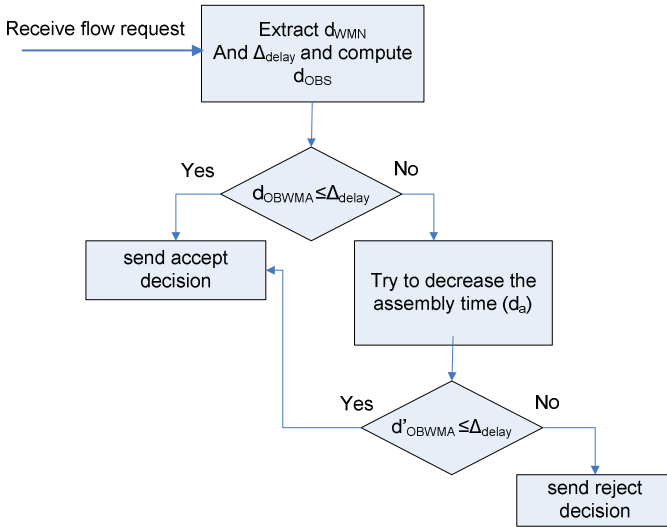 Receive flow request
Extract dWMN
And Δdelay and compute
dOBS
Yes
No
dOBWMA ≤Δdelay
send accept
decision
Try to decrease the
assembly time (da)
Yes
No
d'OBWMA ≤Δdelay
send reject
decision